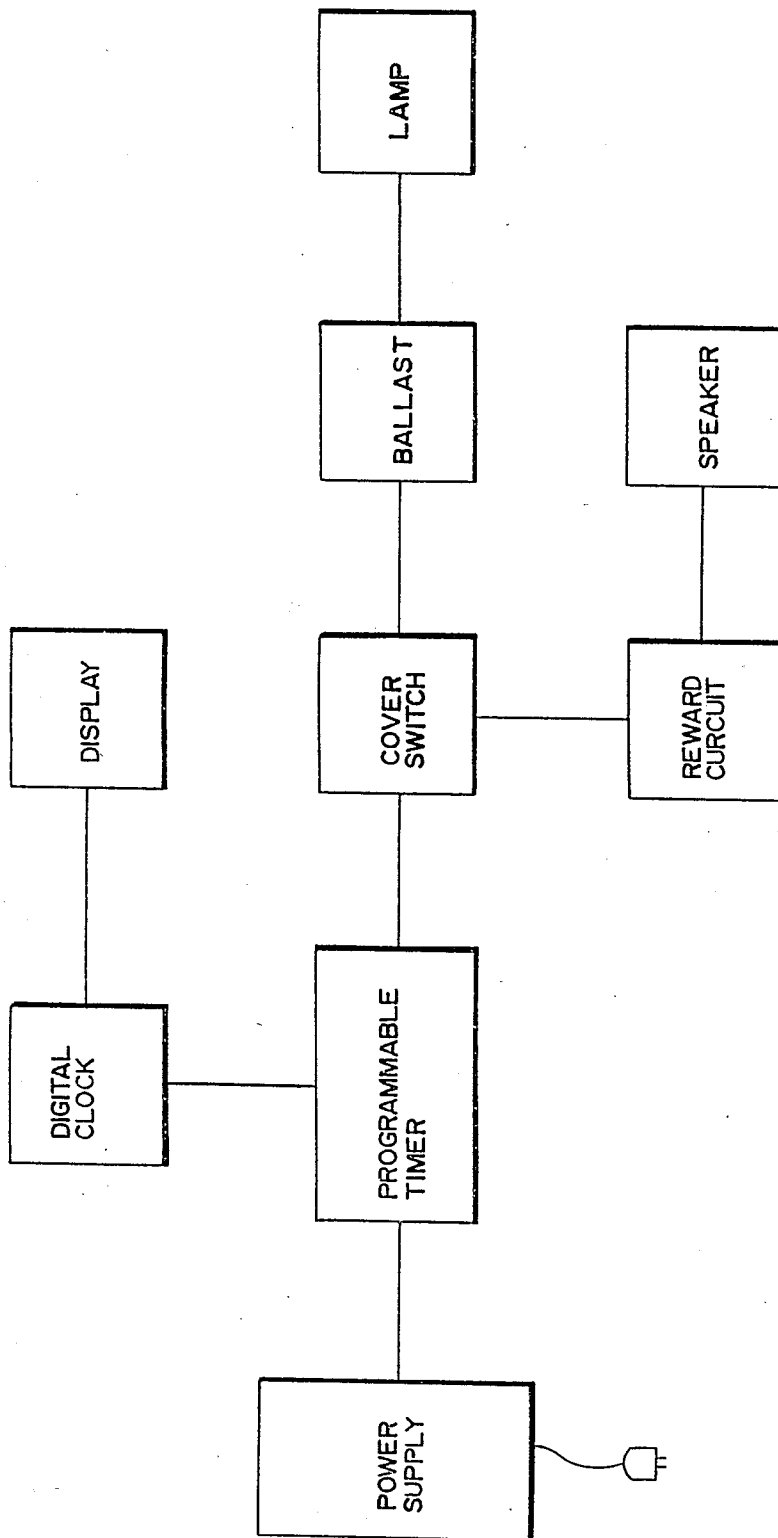 DISPLAY
DIGITAL
CLOCK
POWER
SUPPLY
PROGRAMMABLE
TIMER
COVER
SWITCH
BALLAST
LAMP
REWARD
CURCUIT
SPEAKER